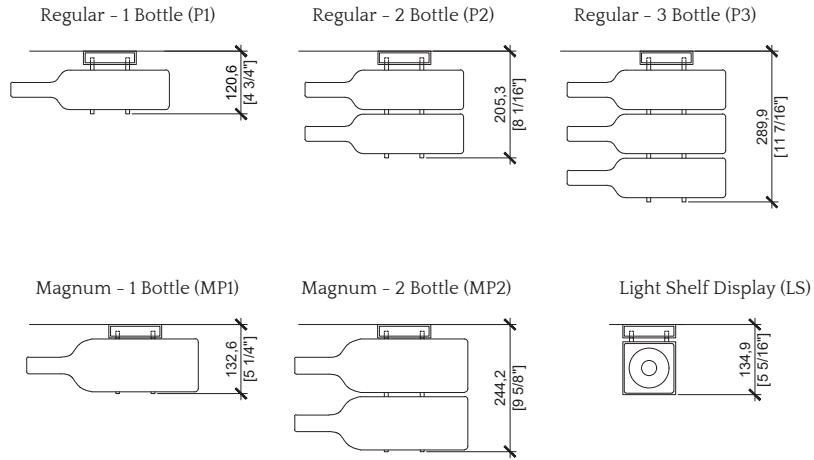 Regular - 1 Bottle (P1)
Regular - 2 Bottle (P2)
Regular - 3 Bottle (P3)
120,6
[4 3/4"]
205,3
[8 1/16"]
289,9
[11 7/16"]
Magnum - 1 Bottle (MP1)
Magnum - 2 Bottle (MP2)
Light Shelf Display (LS)
132,6
[5 1/4"]
244,2
[9 5/8"]
134,9
[5 5/16"]